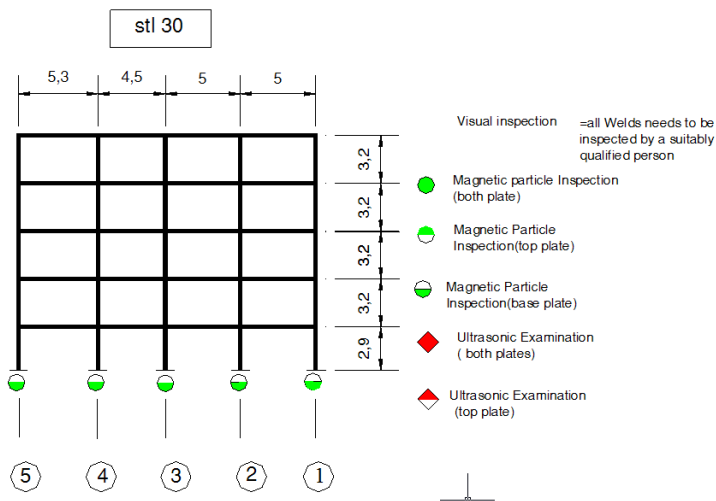 stl 30
5,3 4,5 5 5
Visual inspection =all Welds needs to be
inspected by a suitably
qualified person
3,2
Magnetic particle Inspection
(both plate)
3,2
Magnetic Particle
Inspection(top plate)
3,2
Magnetic Particle
Inspection(base plate)
3,2
Ultrasonic Examination
( both plates)
2,9
Ultrasonic Examination
(top plate)
5 4 3 2 1